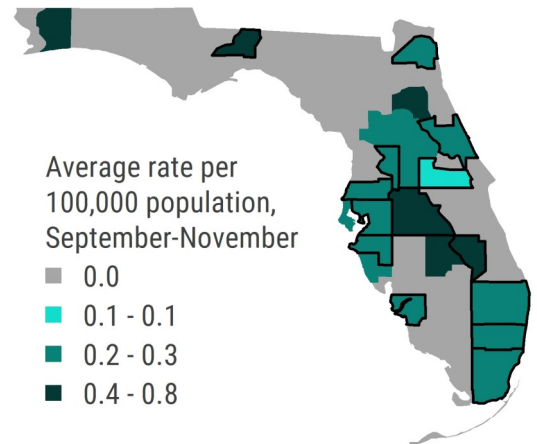 Average rate per
100,000 population,
September-November
0.0
0.1 - 0.1
0.2 - 0.3
0.4 - 0.8